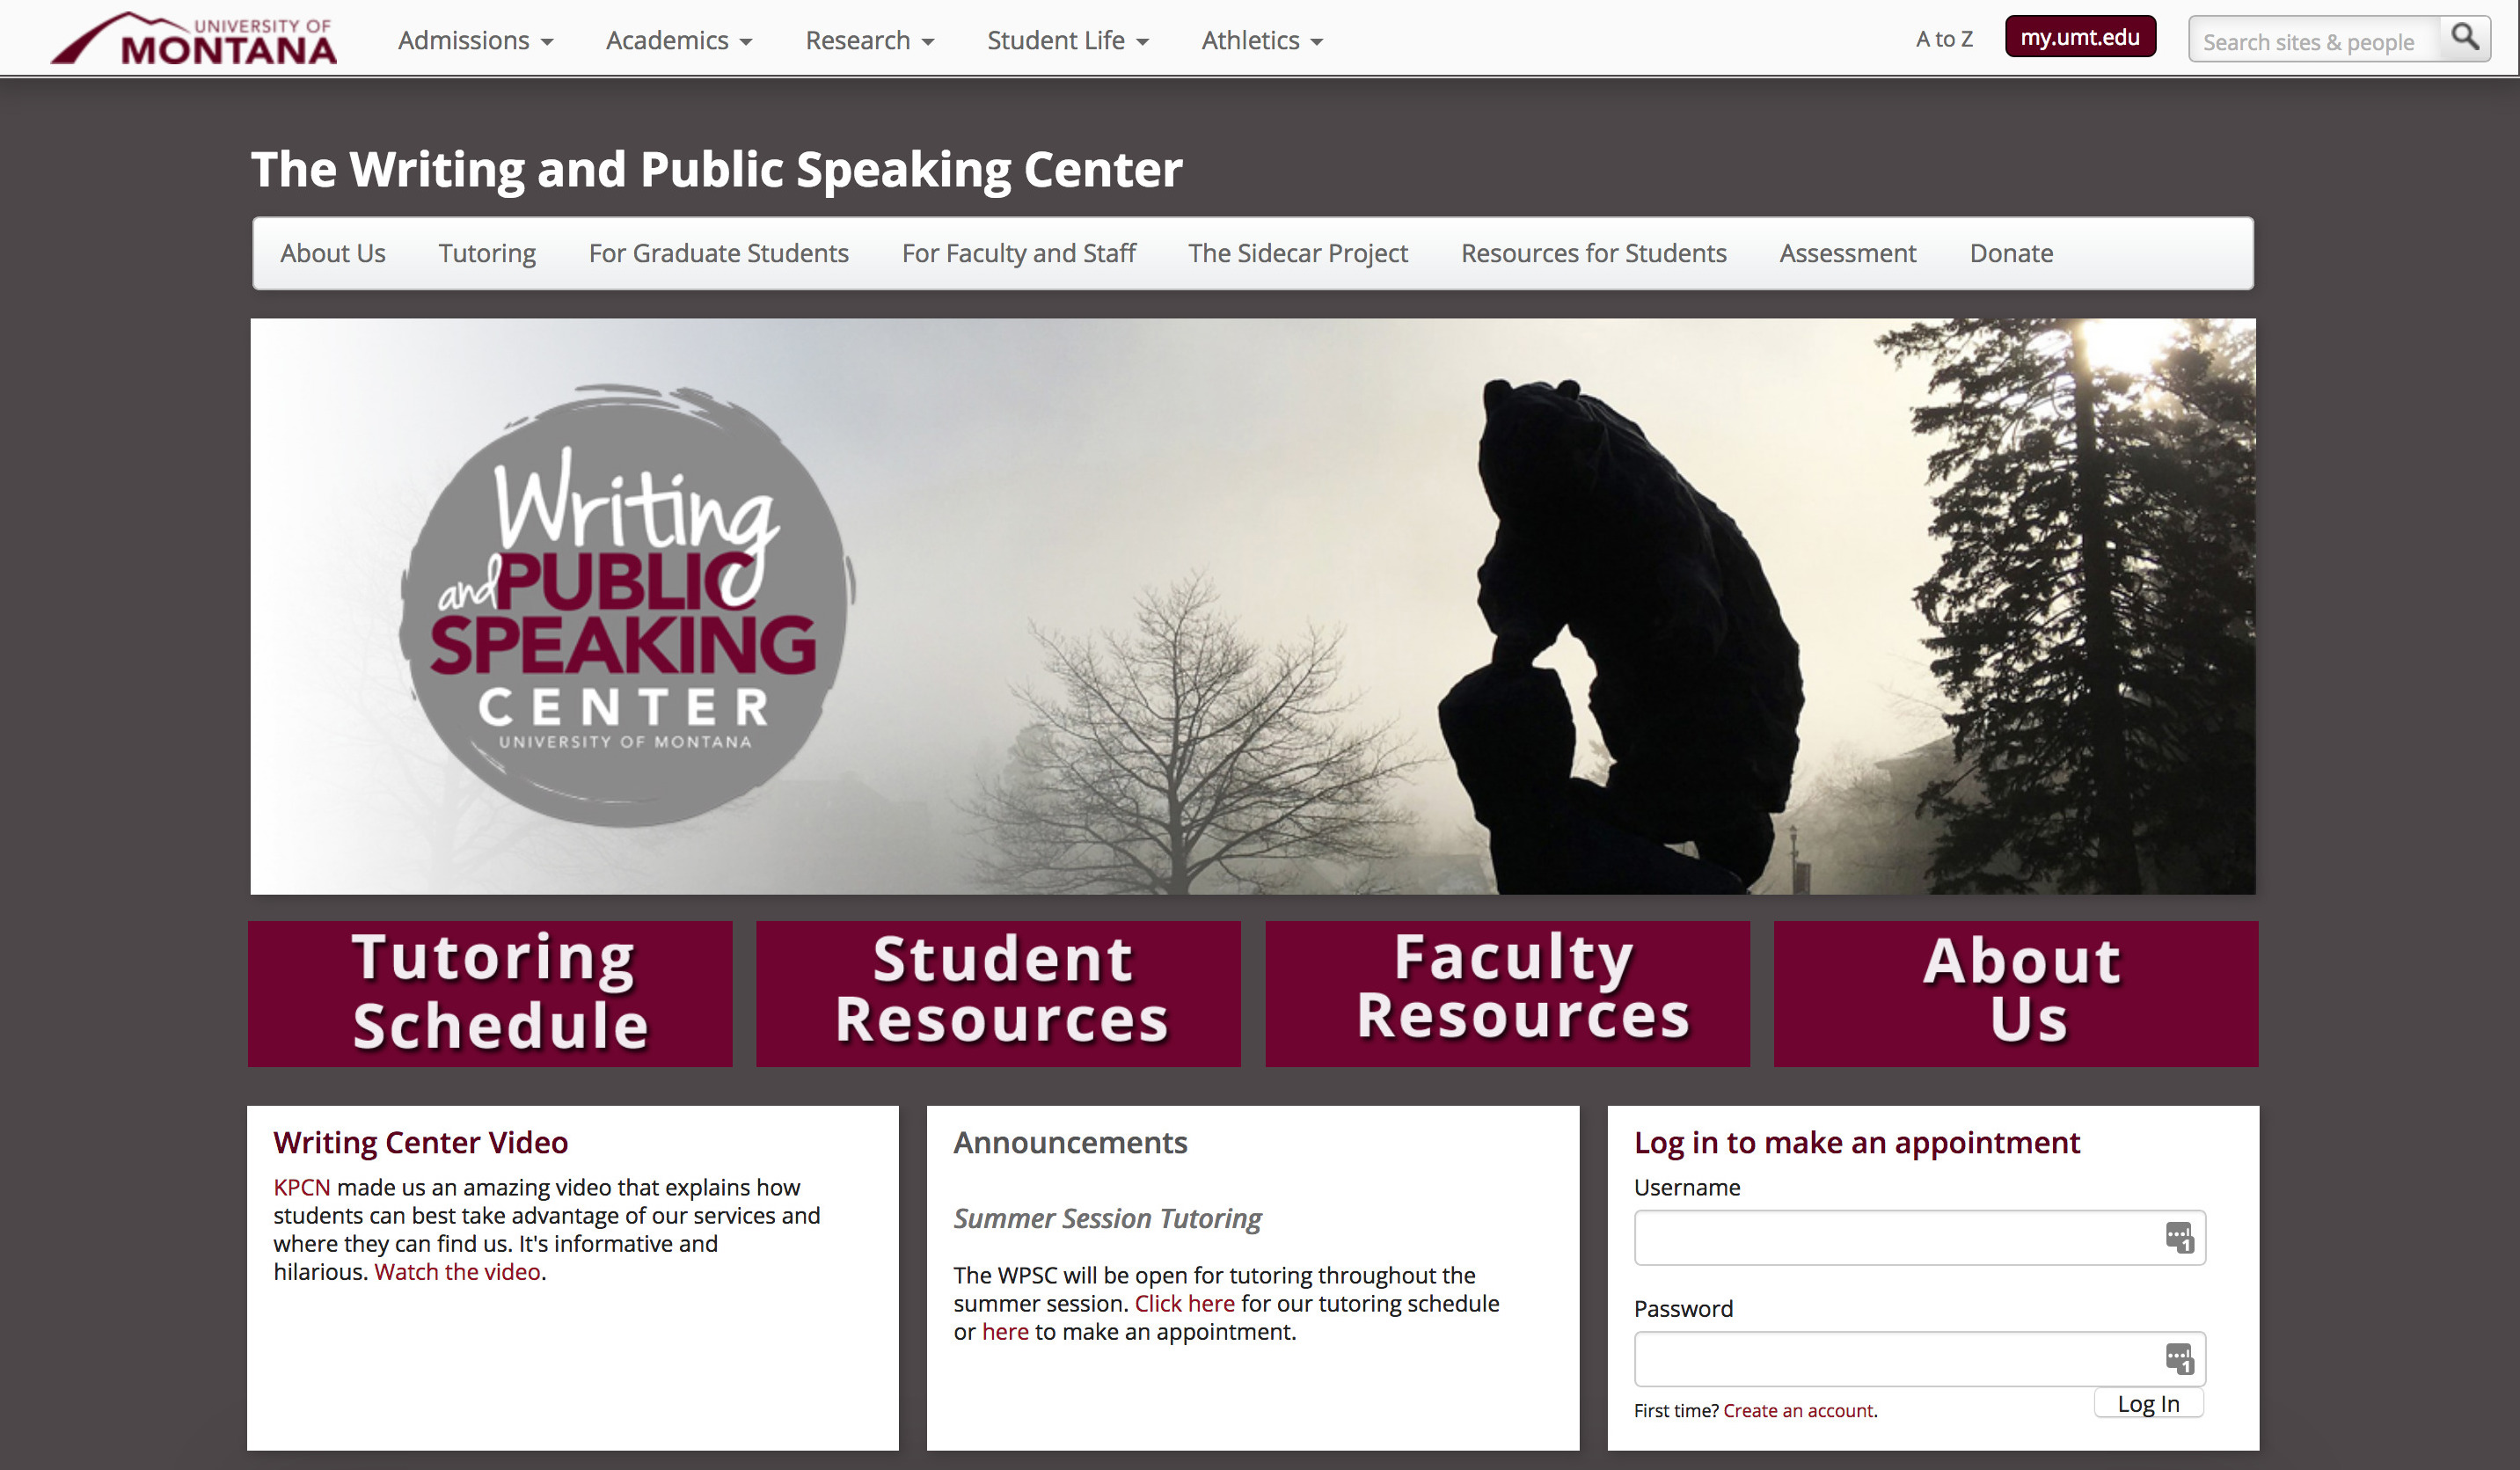 UNIVERSITY OF
MONTANA
Admissions
Academics
Research
Student Life
Athletics
A to Z
my.umt.edu
Search sites & people
The Writing and Public Speaking Center
About Us
Tutoring
For Graduate Students
For Faculty and Staff
The Sidecar Project
Resources for Students
Assessment
Donate
Writing
and PUBLIC
SPEAKING
CENTER
UNIVERSITY OF MONTANA
Tutoring
Schedule
Student
Resources
Faculty
Resources
About
Us
Writing Center Video
KPCN made us an amazing video that explains how
students can best take advantage of our services and
where they can find us. It's informative and
hilarious. Watch the video.
Announcements
Summer Session Tutoring
The WPSC will be open for tutoring throughout the
summer session. Click here for our tutoring schedule
or here to make an appointment.
Log in to make an appointment
Username
1
Password
1
First time? Create an account.
Log In